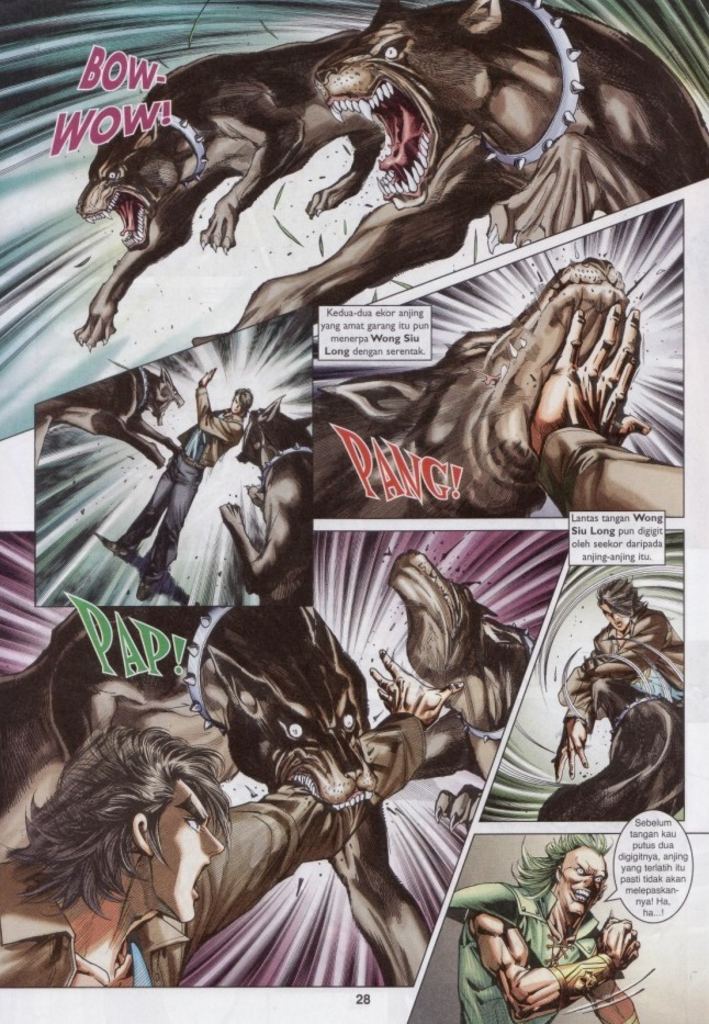 BOW-
WOW!
Kedua-dua ekor anjing
yang amat garang itu pun
menerpa Wong Siu
Long dengan serentak.
PANG!
Lantas tangan Wong
Siu Long pun digigit
oleh seekor daripada
anjing-anjing itu.
PAP!
Sebelum
tangan kau
putus dua
digigitnya, anjing
yang terlatih itu
pasti tidak akan
melepaskan-
nya! Ha,
ha...!
28